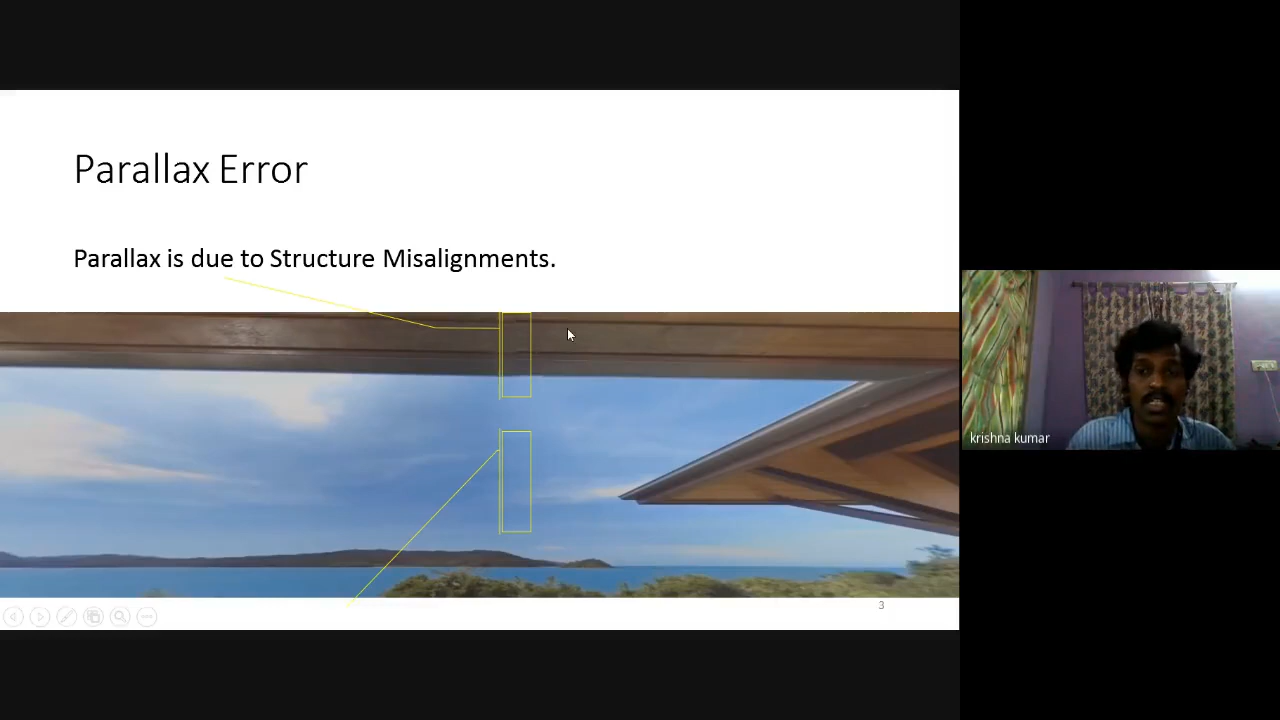 Parallax Error
Parallax is due to Structure Misalignments.
krishna kumar
3